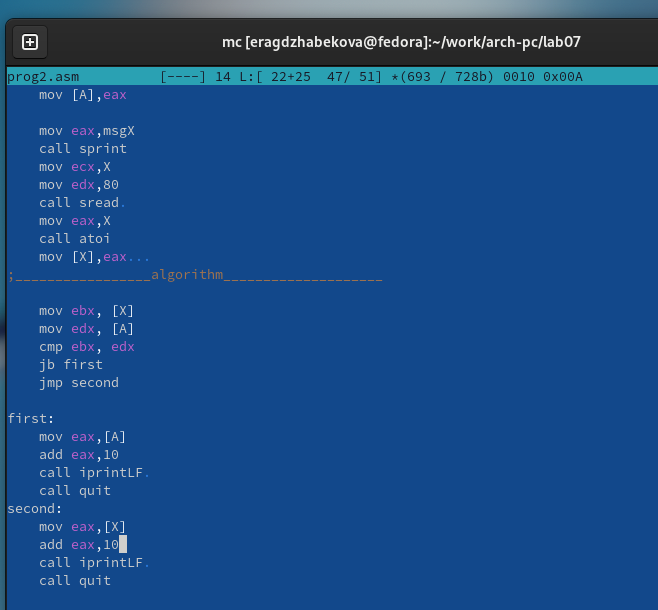 mc [eragdzhabekova@fedora]:~/work/arch-pc/lab07
prog2.asm [----] 14 L:[ 22+25 47/ 51] *(693 / 728b) 0010 0x00A
mov [A],eax
mov eax,msgX
call sprint
mov ecx,X
mov edx,80
call sread.
mov eax,X
call atoi
mov [X],eax...
;_________________algorithm____________________
mov ebx, [X]
mov edx, [A]
cmp ebx, edx
jb first
jmp second
first:
mov eax,[A]
add eax,10
call iprintLF.
call quit
second:
mov eax,[X]
add eax,10
call iprintLF.
call quit